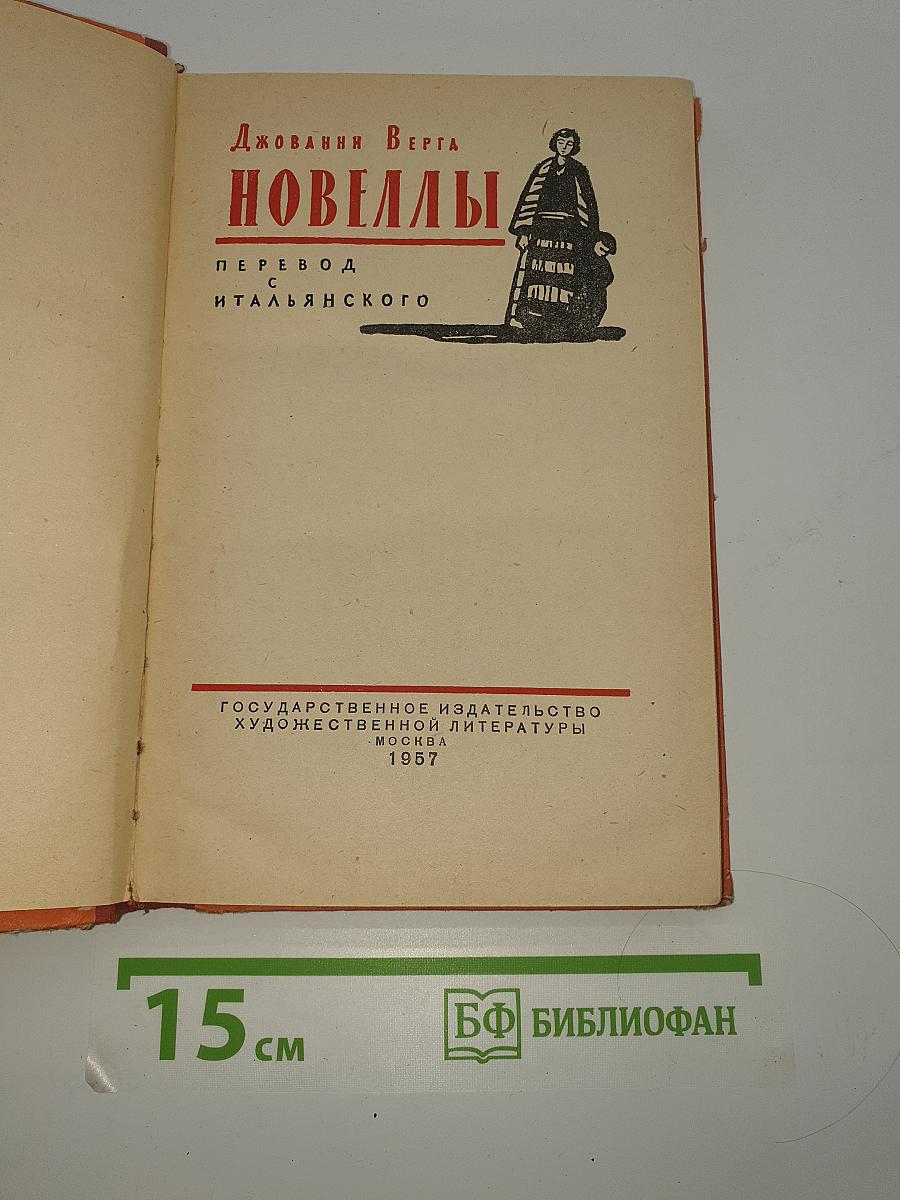 Джованни Верга
НОВЕЛЛЫ
ПЕРЕВОД
С
ИТАЛЬЯНСКОГО
ГОСУДАРСТВЕННОЕ ИЗДАТЕЛЬСТВО
ХУДОЖЕСТВЕННОЙ ЛИТЕРАТУРЫ
МОСКВА
1957
15 см
БФ БИБЛИОФАН